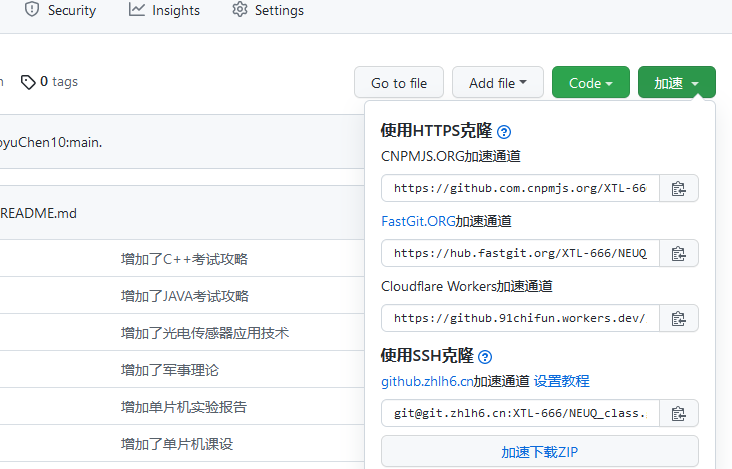 Security Insights Settings
0 tags Go to file Add file Code 加速
yuChen10:main.
使用HTTPS克隆
CNPMJS.ORG加速通道
https://github.com.cnpmjs.org/XTL-66
README.md
FastGit.ORG加速通道
https://hub.fastgit.org/XTL-666/NEUQ_
增加了C++考试攻略
Cloudflare Workers加速通道
增加了JAVA考试攻略
https://github.91chifun.workers.dev/
增加了光电传感器应用技术
使用SSH克隆
增加了军事理论
github.zhlh6.cn加速通道 设置教程
增加单片机实验报告
git@git.zhlh6.cn:XTL-666/NEUQ_class.
增加了单片机课设
加速下载ZIP